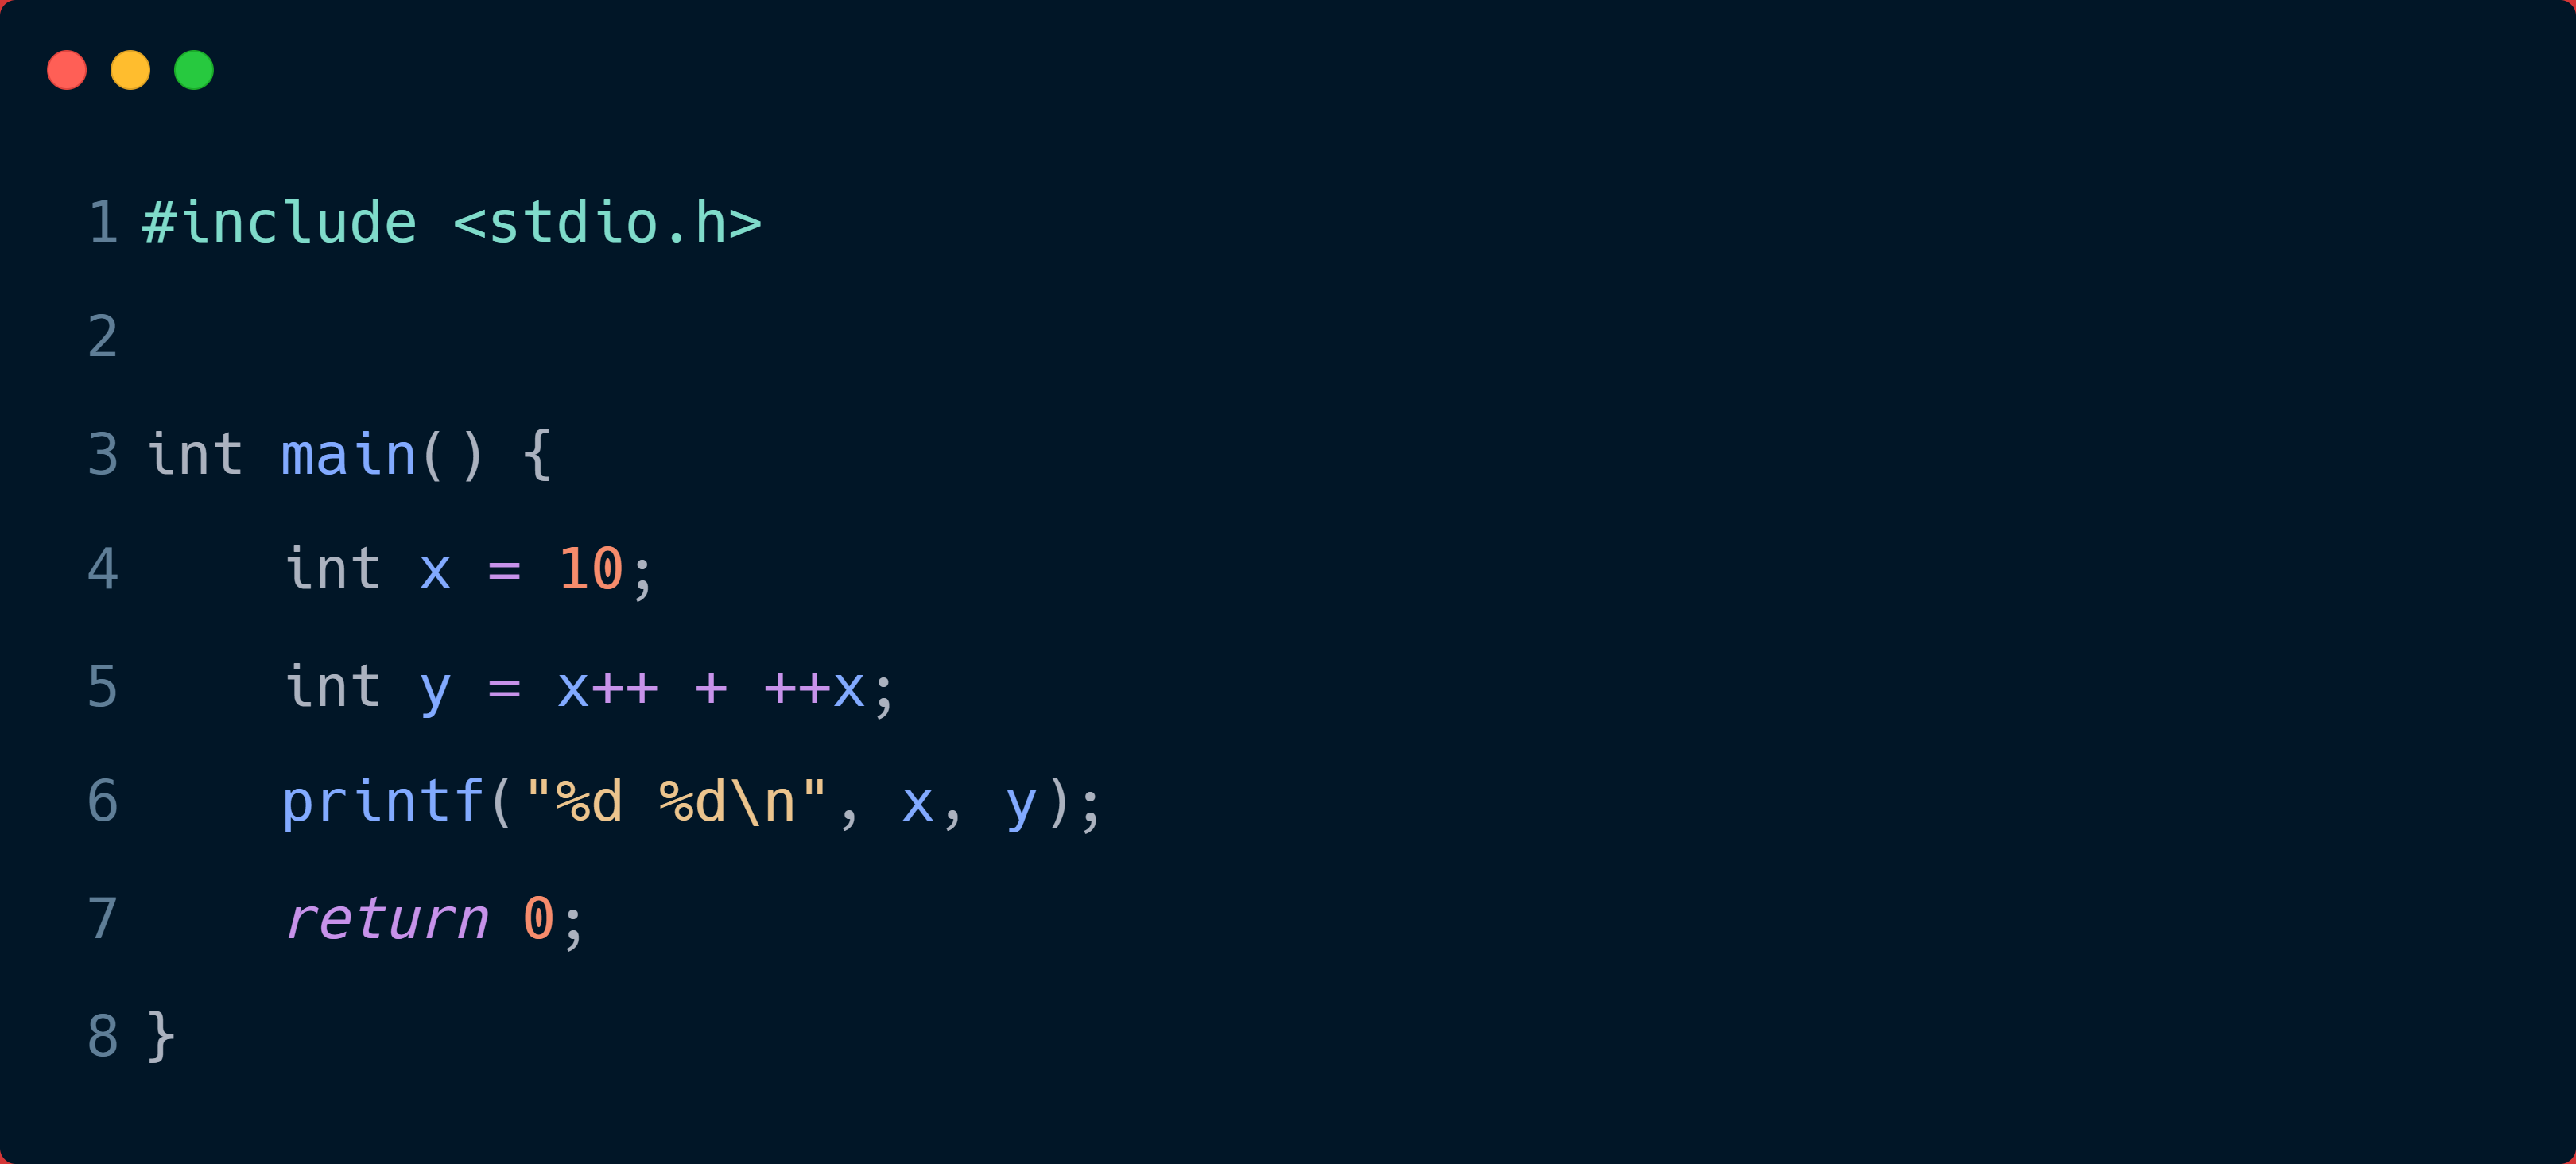 1 #include <stdio.h>
2
3 int main() {
4     int x = 10;
5     int y = x++ + ++x;
6     printf("%d %d\n", x, y);
7     return 0;
8 }